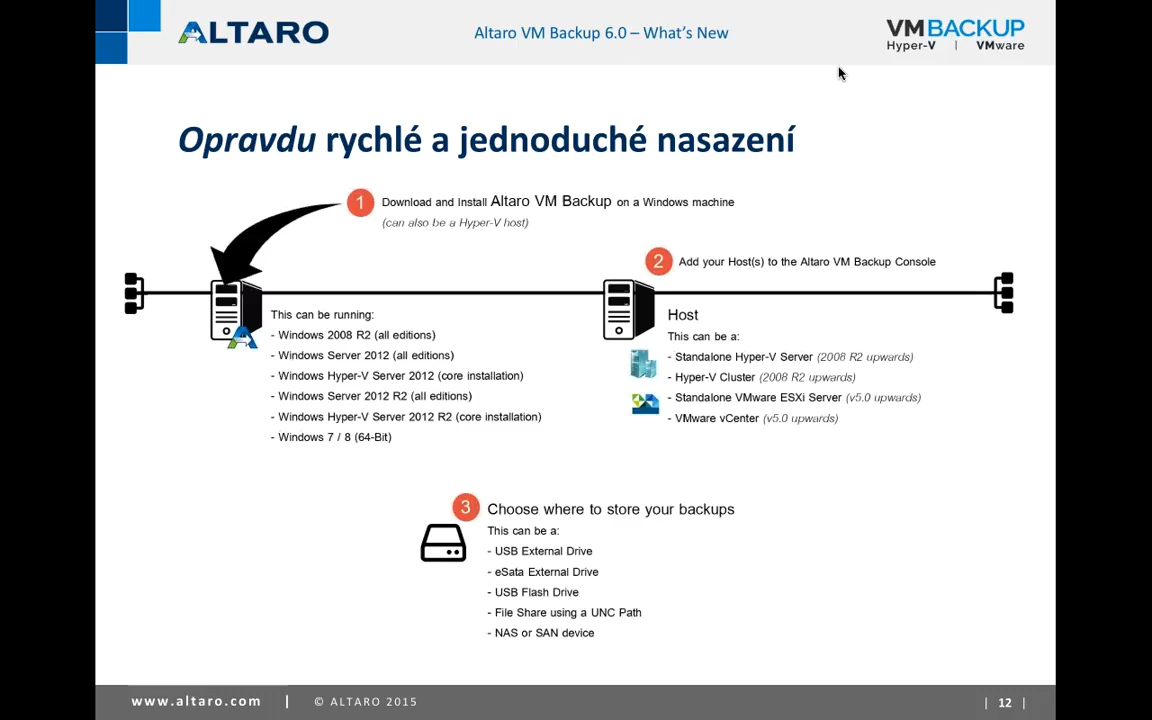 ALTARO
Altaro VM Backup 6.0 – What's New
VMBACKUP
Hyper-V | VMware
Opravdu rychlé a jednoduché nasazení
1 Download and Install Altaro VM Backup on a Windows machine
(can also be a Hyper-V host)
2 Add your Host(s) to the Altaro VM Backup Console
This can be running:
- Windows 2008 R2 (all editions)
- Windows Server 2012 (all editions)
- Windows Hyper-V Server 2012 (core installation)
- Windows Server 2012 R2 (all editions)
- Windows Hyper-V Server 2012 R2 (core installation)
- Windows 7 / 8 (64-Bit)
Host
This can be a:
- Standalone Hyper-V Server (2008 R2 upwards)
- Hyper-V Cluster (2008 R2 upwards)
- Standalone VMware ESXi Server (v5.0 upwards)
- VMware vCenter (v5.0 upwards)
3 Choose where to store your backups
This can be a:
- USB External Drive
- eSata External Drive
- USB Flash Drive
- File Share using a UNC Path
- NAS or SAN device
www.altaro.com | © ALTARO 2015
| 12 |